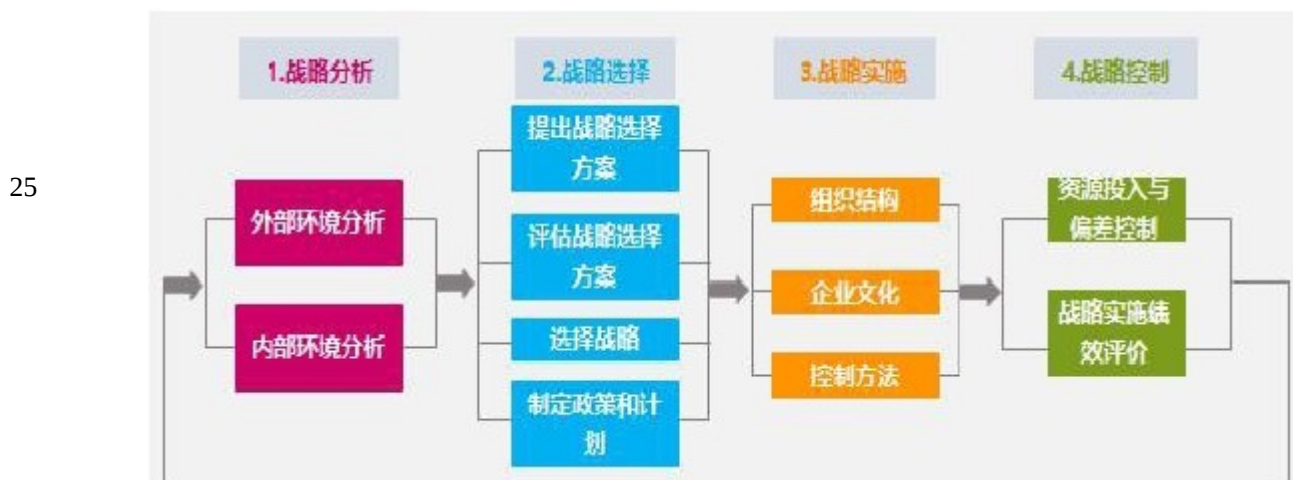 25
1.战略分析
2.战略选择
3.战略实施
4.战略控制
外部环境分析
内部环境分析
提出战略选择
方案
评估战略选择
方案
选择战略
制定政策和计
划
组织结构
企业文化
控制方法
资源投入与
偏差控制
战略实施绩
效评价